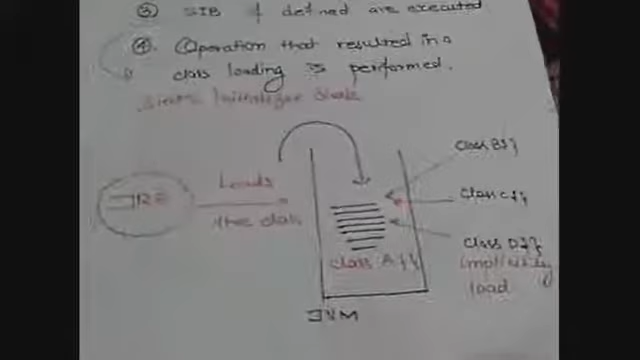 ③ SIB if defined are executed
④. Operation that resulted in a
class loading is performed.
Static Initializer Block
JRE
Loads
the class
class B{}
class C{}
class D{}
implicitly
load
class A{}
JVM